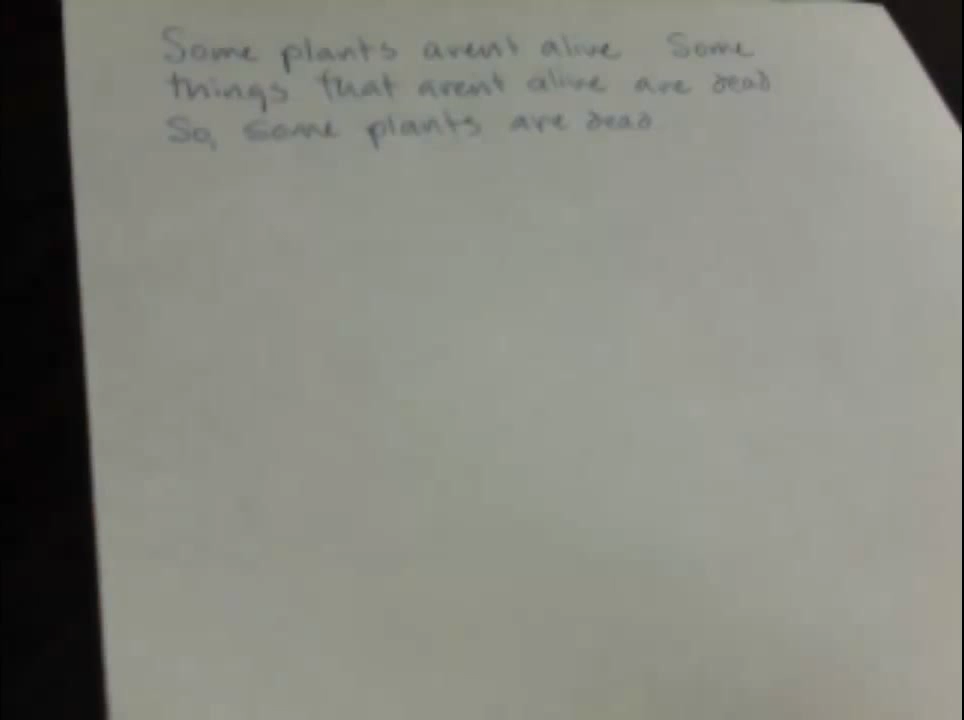 Some plants arent alive Some
things that arent alive are dead
So, some plants are dead